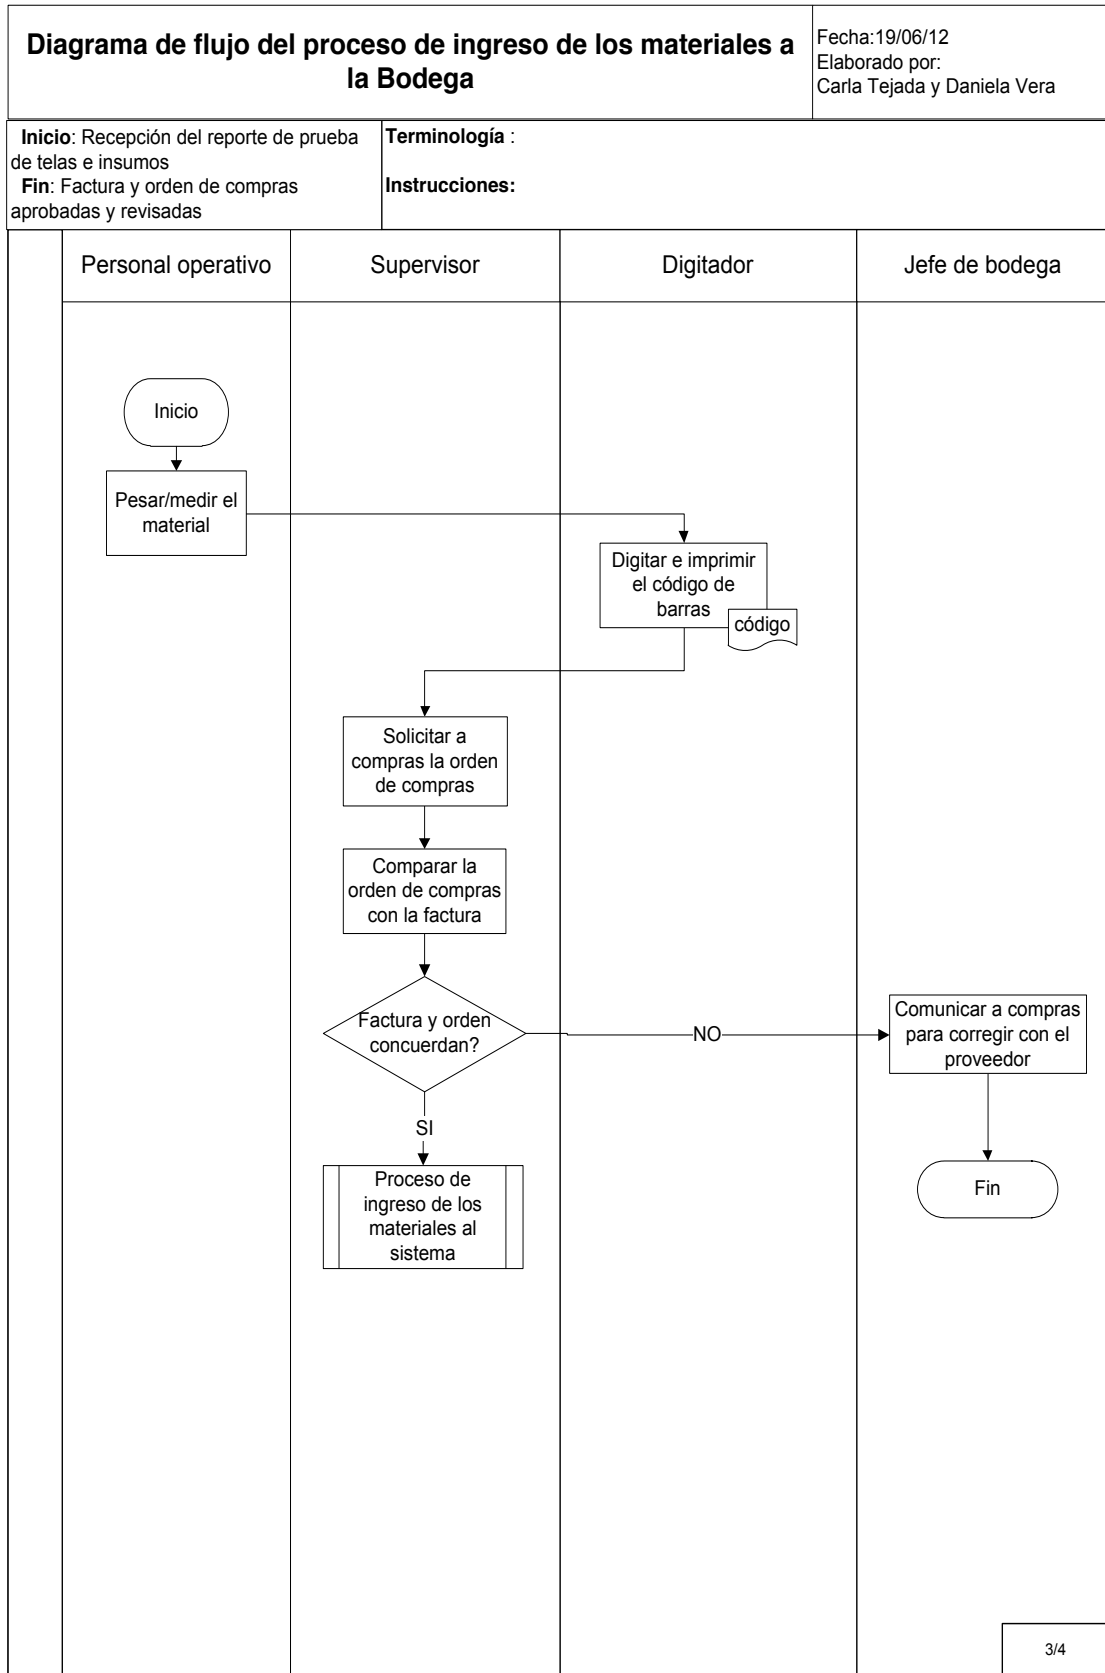 Diagrama de flujo del proceso de ingreso de los materiales a
la Bodega
Fecha:19/06/12
Elaborado por:
Carla Tejada y Daniela Vera
Inicio: Recepción del reporte de prueba
de telas e insumos
Fin: Factura y orden de compras
aprobadas y revisadas
Terminología :
Instrucciones:
Personal operativo
Supervisor
Digitador
Jefe de bodega
Inicio
Pesar/medir el
material
Digitar e imprimir
el código de
barras
código
Solicitar a
compras la orden
de compras
Comparar la
orden de compras
con la factura
Factura y orden
concuerdan?
NO
Comunicar a compras
para corregir con el
proveedor
SI
Proceso de
ingreso de los
materiales al
sistema
Fin
3/4